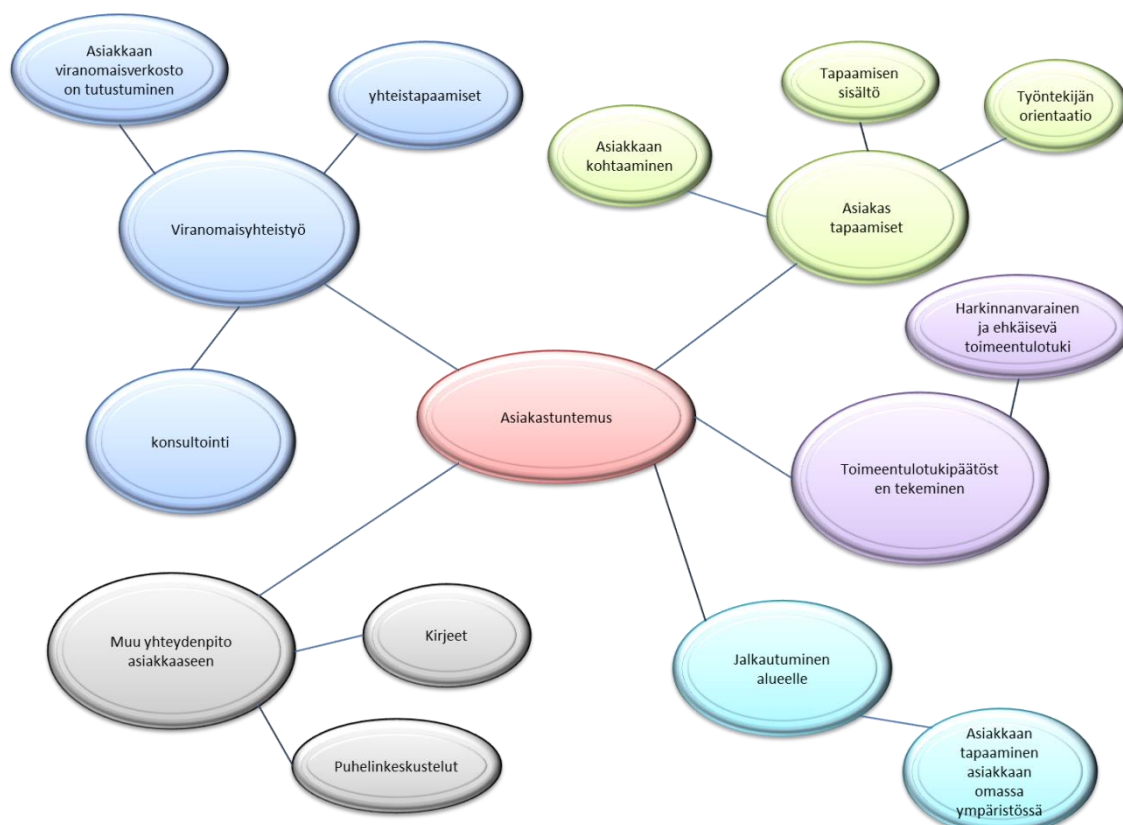 Asiakkaan
viranomaisverkosto
on tutustuminen
yhteistapaamiset
Viranomaisyhteistyö
konsultointi
Tapaamisen
sisältö
Työntekijän
orientaatio
Asiakkaan
kohtaaminen
Asiakas
tapaamiset
Harkinnanvarainen
ja ehkäisevä
toimeentulotuki
Toimeentulotukipäätöst
en tekeminen
Asiakastuntemus
Muu yhteydenpito
asiakkaaseen
Kirjeet
Puhelinkeskustelut
Jalkautuminen
alueelle
Asiakkaan
tapaaminen
asiakkaan
omassa
ympäristössä